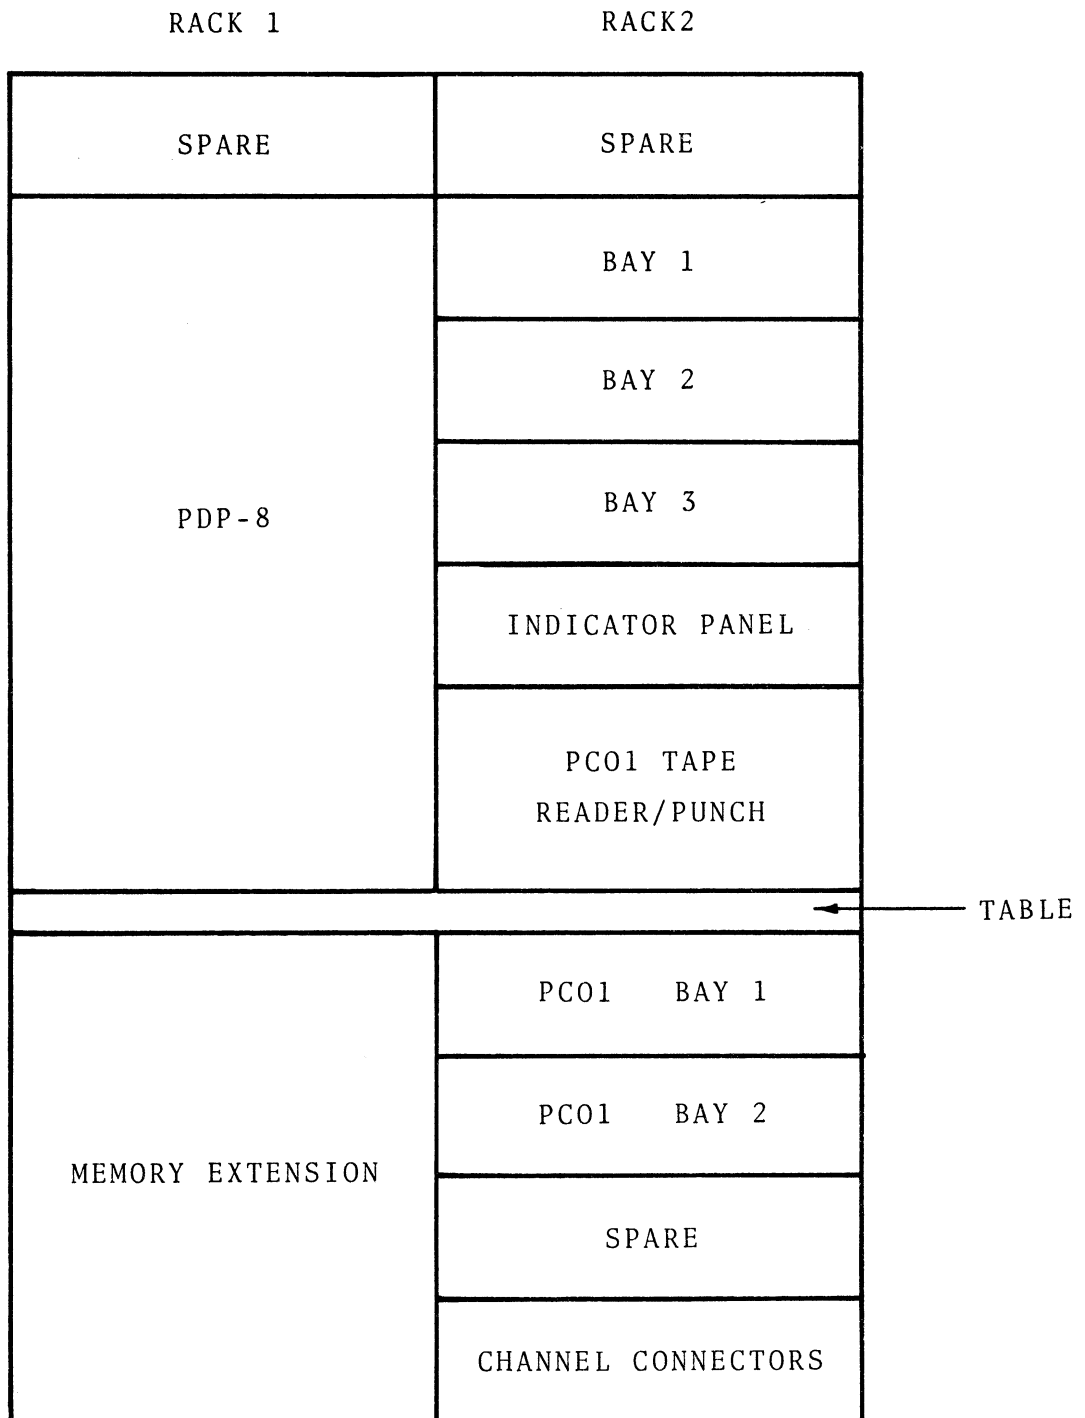 RACK 1
RACK2
SPARE
SPARE
BAY 1
BAY 2
BAY 3
PDP-8
INDICATOR PANEL
PC01 TAPE
READER/PUNCH
TABLE
PC01 BAY 1
PC01 BAY 2
MEMORY EXTENSION
SPARE
CHANNEL CONNECTORS